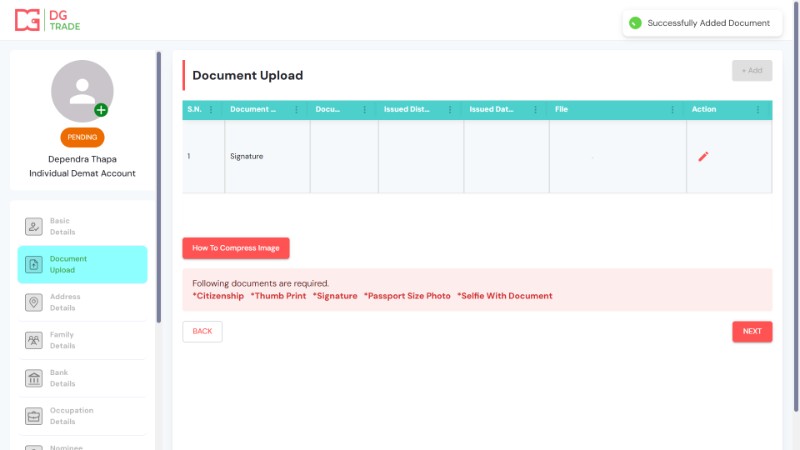 DG
TRADE
Successfully Added Document
PENDING
Dependra Thapa
Individual Demat Account
Basic
Details
Document
Upload
Address
Details
Family
Details
Bank
Details
Occupation
Details
Nominee
Document Upload
+ Add
S.N. Document ... Docu... Issued Dist... Issued Dat... File Action
1 Signature
How To Compress Image
Following documents are required.
*Citizenship *Thumb Print *Signature *Passport Size Photo *Selfie With Document
BACK
NEXT